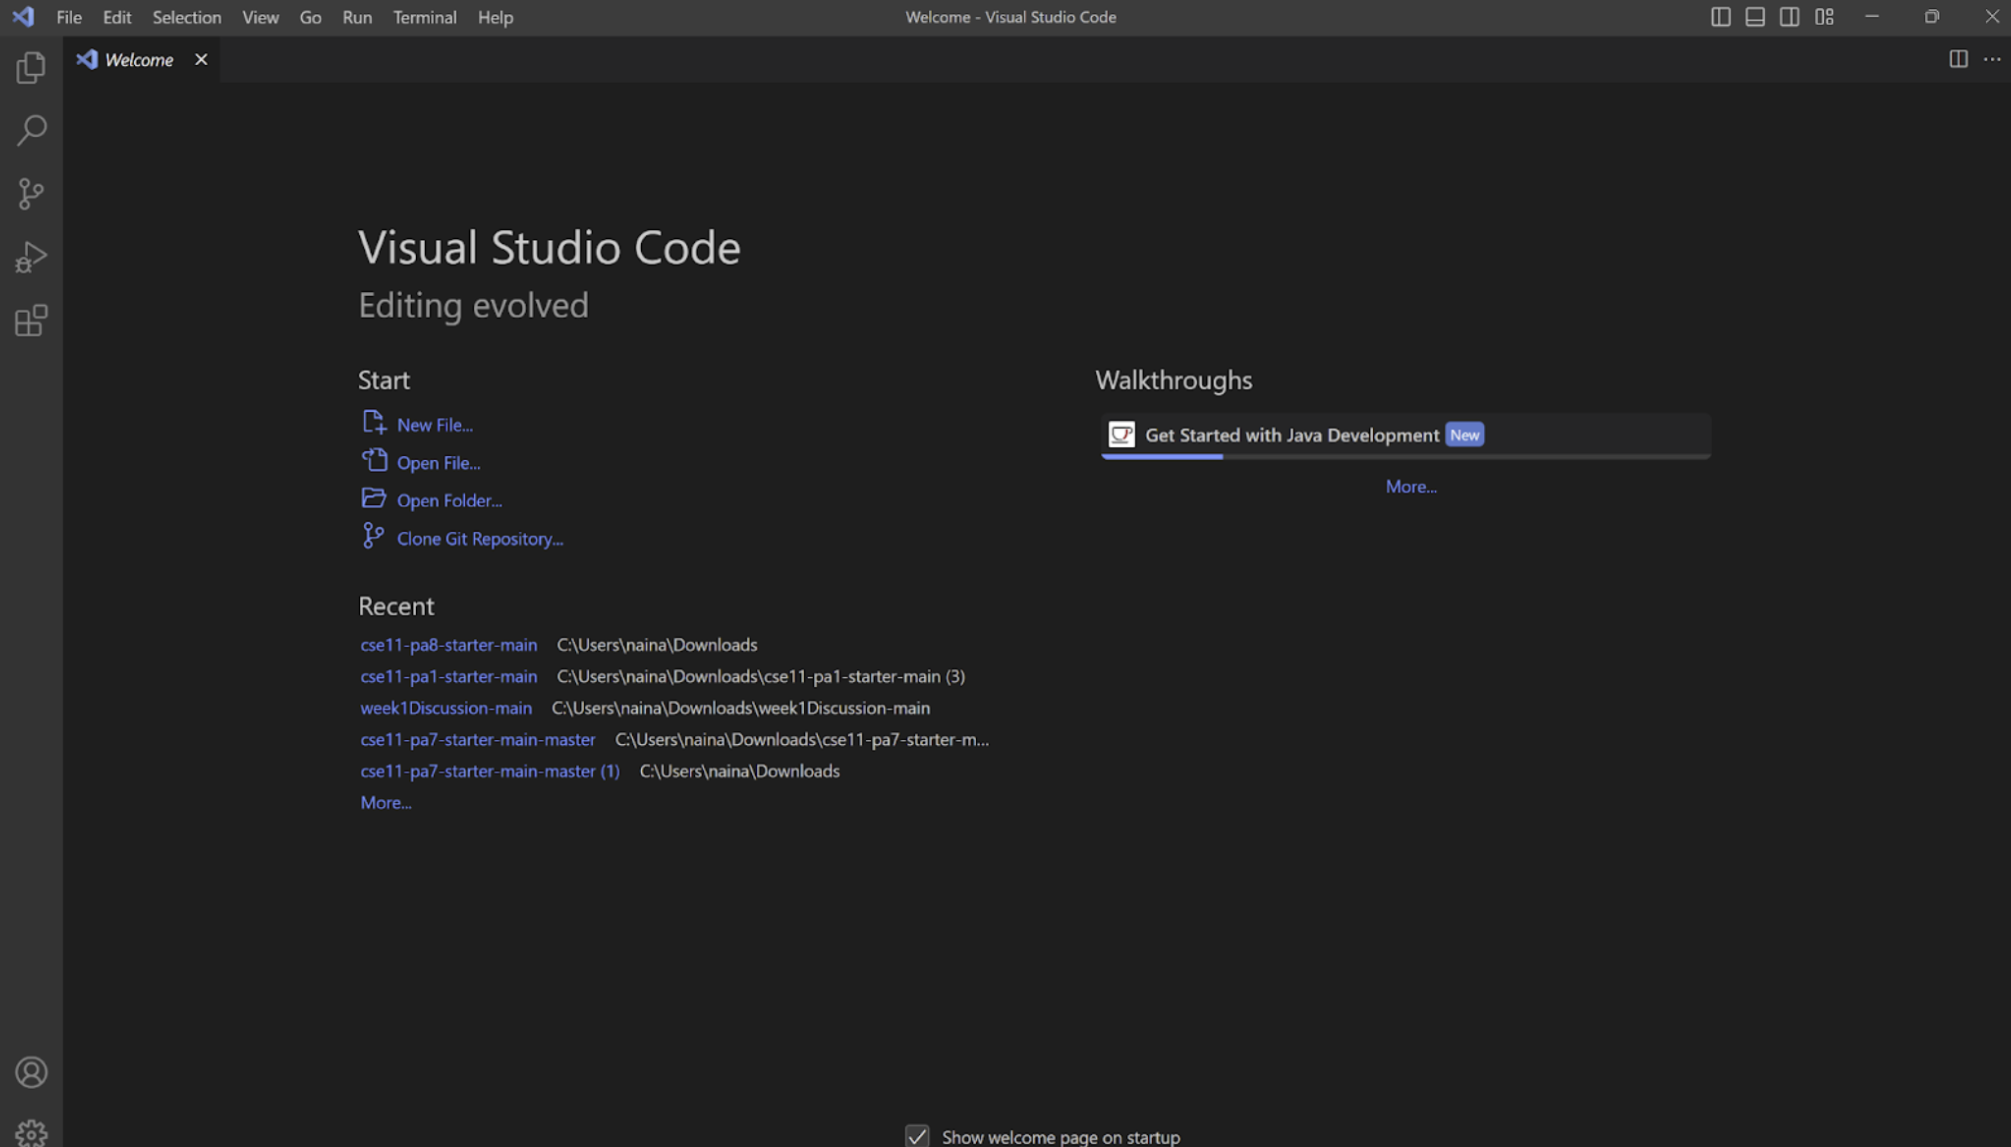 File Edit Selection View Go Run Terminal Help
Welcome - Visual Studio Code
Welcome
Visual Studio Code
Editing evolved
Start
New File...
Open File...
Open Folder...
Clone Git Repository...
Recent
cse11-pa8-starter-main C:\Users\naina\Downloads
cse11-pa1-starter-main C:\Users\naina\Downloads\cse11-pa1-starter-main (3)
week1Discussion-main C:\Users\naina\Downloads\week1Discussion-main
cse11-pa7-starter-main-master C:\Users\naina\Downloads\cse11-pa7-starter-m...
cse11-pa7-starter-main-master (1) C:\Users\naina\Downloads
More...
Walkthroughs
Get Started with Java Development New
More...
Show welcome page on startup